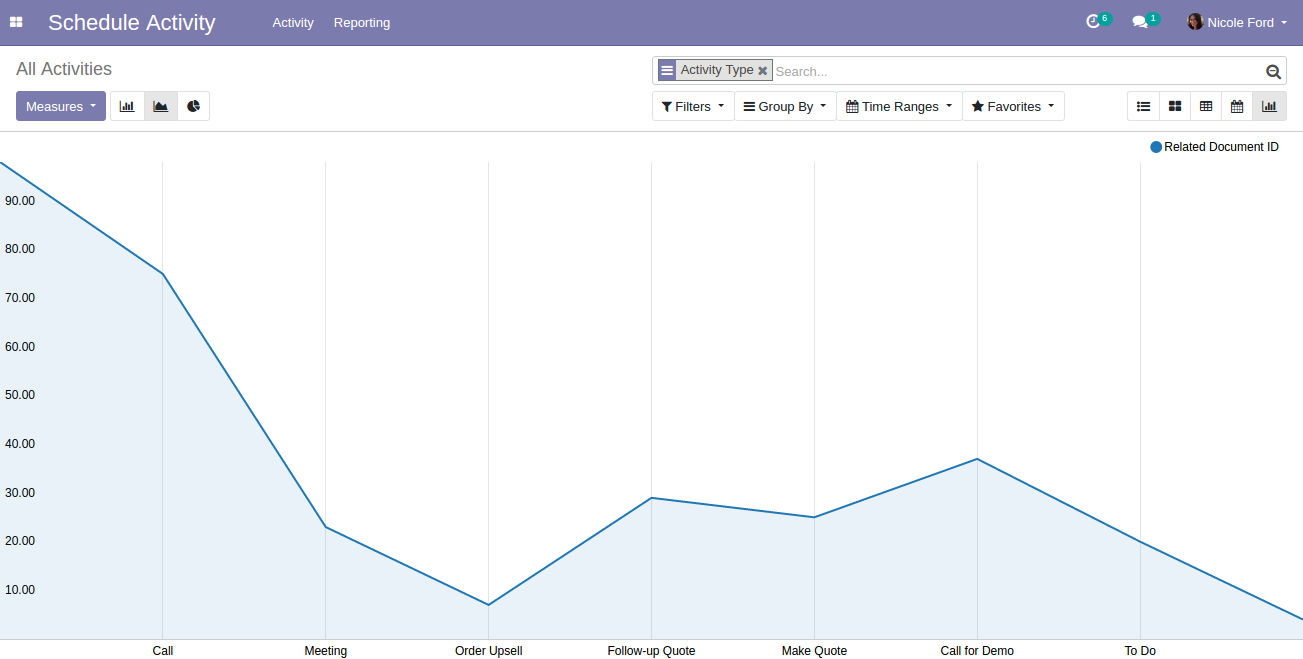 Schedule Activity Activity Reporting 6 1 Nicole Ford
All Activities
Activity Type Search...
Measures Filters Group By Time Ranges Favorites
Related Document ID
90.00
80.00
70.00
60.00
50.00
40.00
30.00
20.00
10.00
Call Meeting Order Upsell Follow-up Quote Make Quote Call for Demo To Do